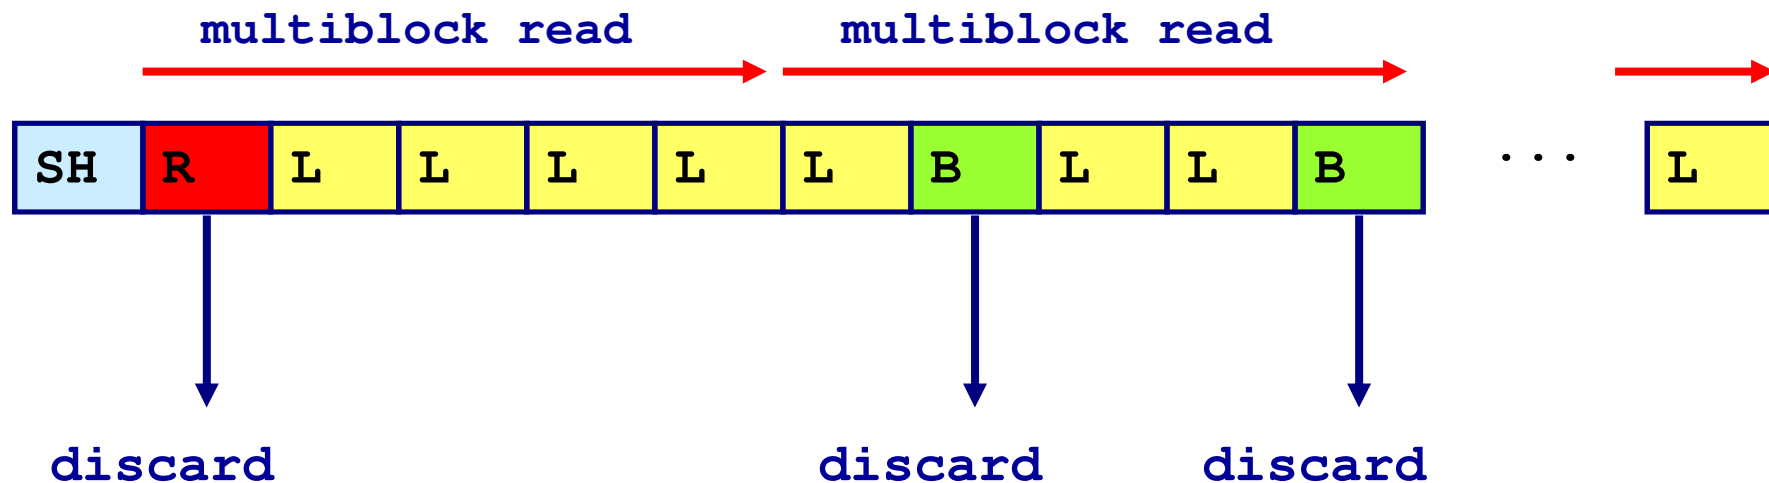 multiblock read multiblock read
SH R L L L L L B L L B ... L
discard discard discard